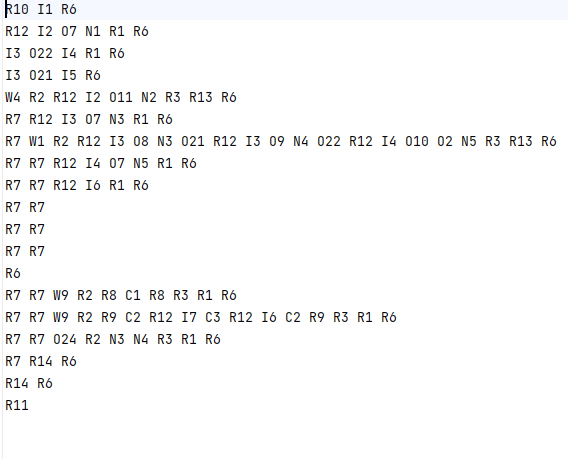 R10 I1 R6
R12 I2 O7 N1 R1 R6
I3 O22 I4 R1 R6
I3 O21 I5 R6
W4 R2 R12 I2 O11 N2 R3 R13 R6
R7 R12 I3 O7 N3 R1 R6
R7 W1 R2 R12 I3 O8 N3 O21 R12 I3 O9 N4 O22 R12 I4 O10 O2 N5 R3 R13 R6
R7 R7 R12 I4 O7 N5 R1 R6
R7 R7 R12 I6 R1 R6
R7 R7
R7 R7
R7 R7
R6
R7 R7 W9 R2 R8 C1 R8 R3 R1 R6
R7 R7 W9 R2 R9 C2 R12 I7 C3 R12 I6 C2 R9 R3 R1 R6
R7 R7 O24 R2 N3 N4 R3 R1 R6
R7 R14 R6
R14 R6
R11